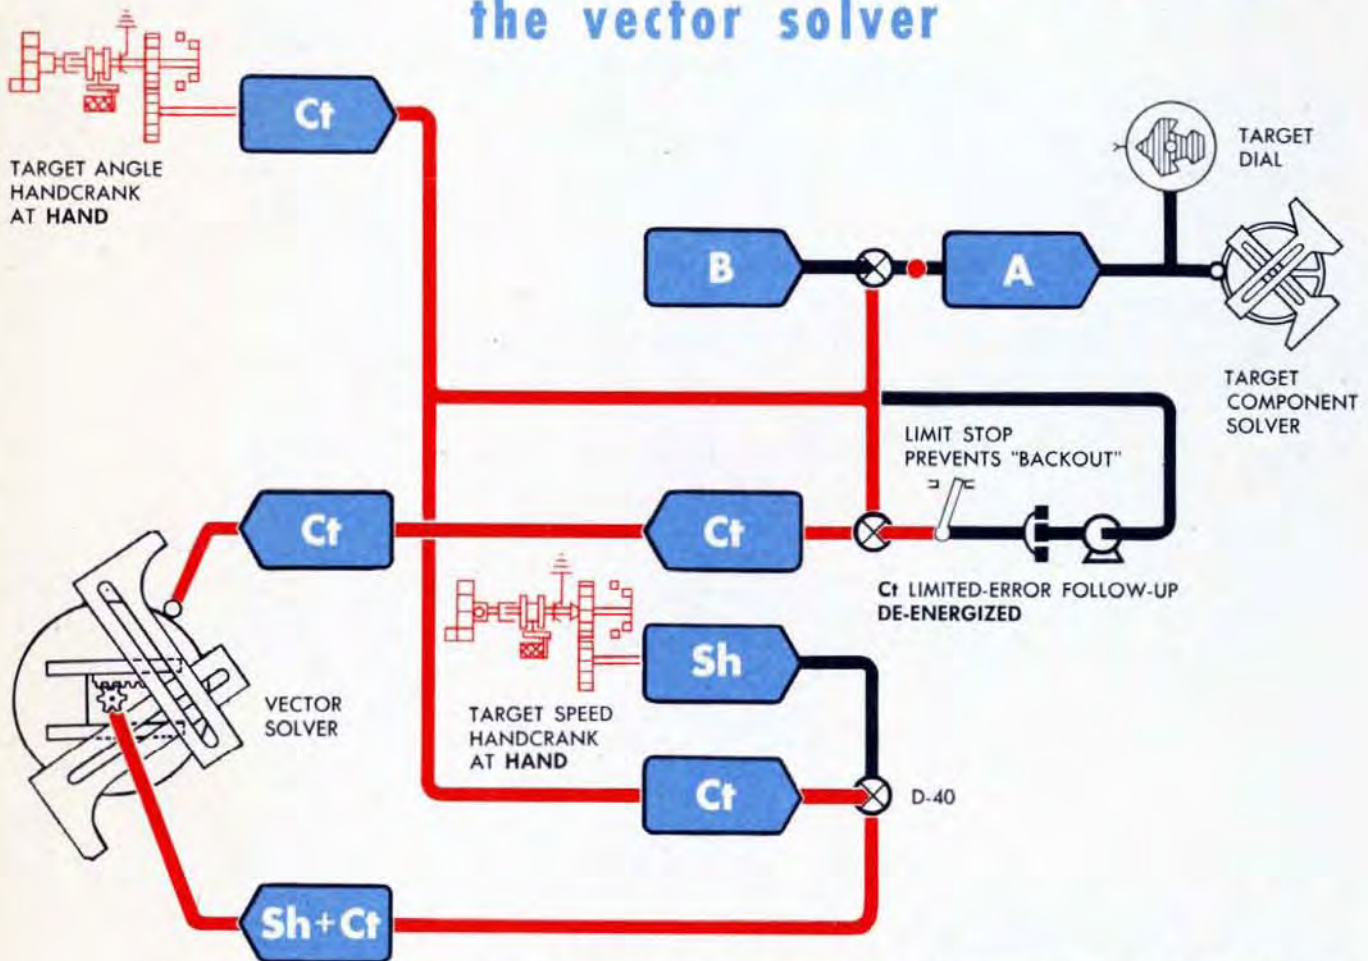 the vector solver
Ct
TARGET ANGLE
HANDCRANK
AT HAND
TARGET
DIAL
B
A
TARGET
COMPONENT
SOLVER
LIMIT STOP
PREVENTS "BACKOUT"
Ct
Ct
Ct LIMITED-ERROR FOLLOW-UP
DE-ENERGIZED
VECTOR
SOLVER
Sh
TARGET SPEED
HANDCRANK
AT HAND
Ct
D-40
Sh+Ct